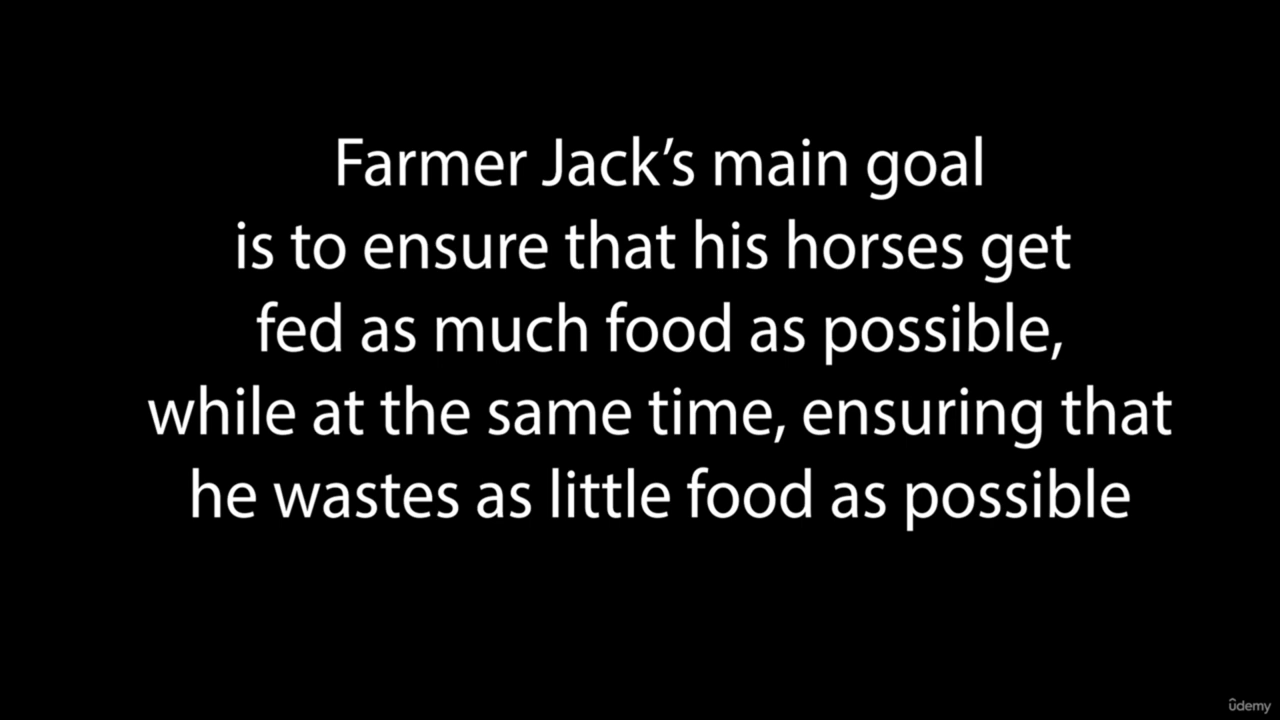 Farmer Jack’s main goal
is to ensure that his horses get
fed as much food as possible,
while at the same time, ensuring that
he wastes as little food as possible
ûdemy